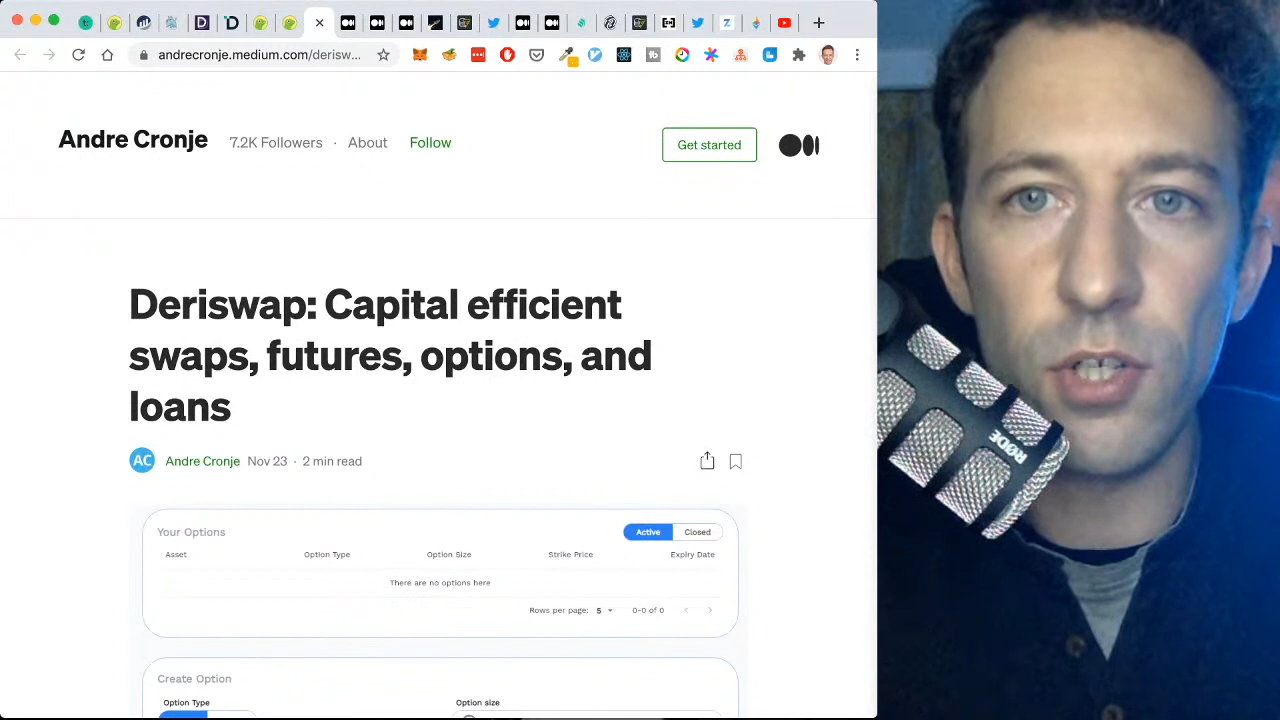 andrecronje.medium.com/derisw...
Andre Cronje
7.2K Followers · About Follow
Get started
Deriswap: Capital efficient
swaps, futures, options, and
loans
AC Andre Cronje Nov 23 · 2 min read
Your Options
Active Closed
Asset Option Type Option Size Strike Price Expiry Date
There are no options here
Rows per page: 5 0-0 of 0
Create Option
Option Type Option size
RØDE